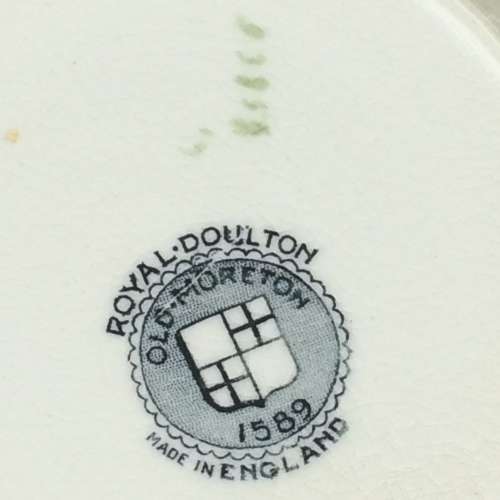 ROYAL·DOULTON
OLD·MORETON
1589
MADE IN ENGLAND